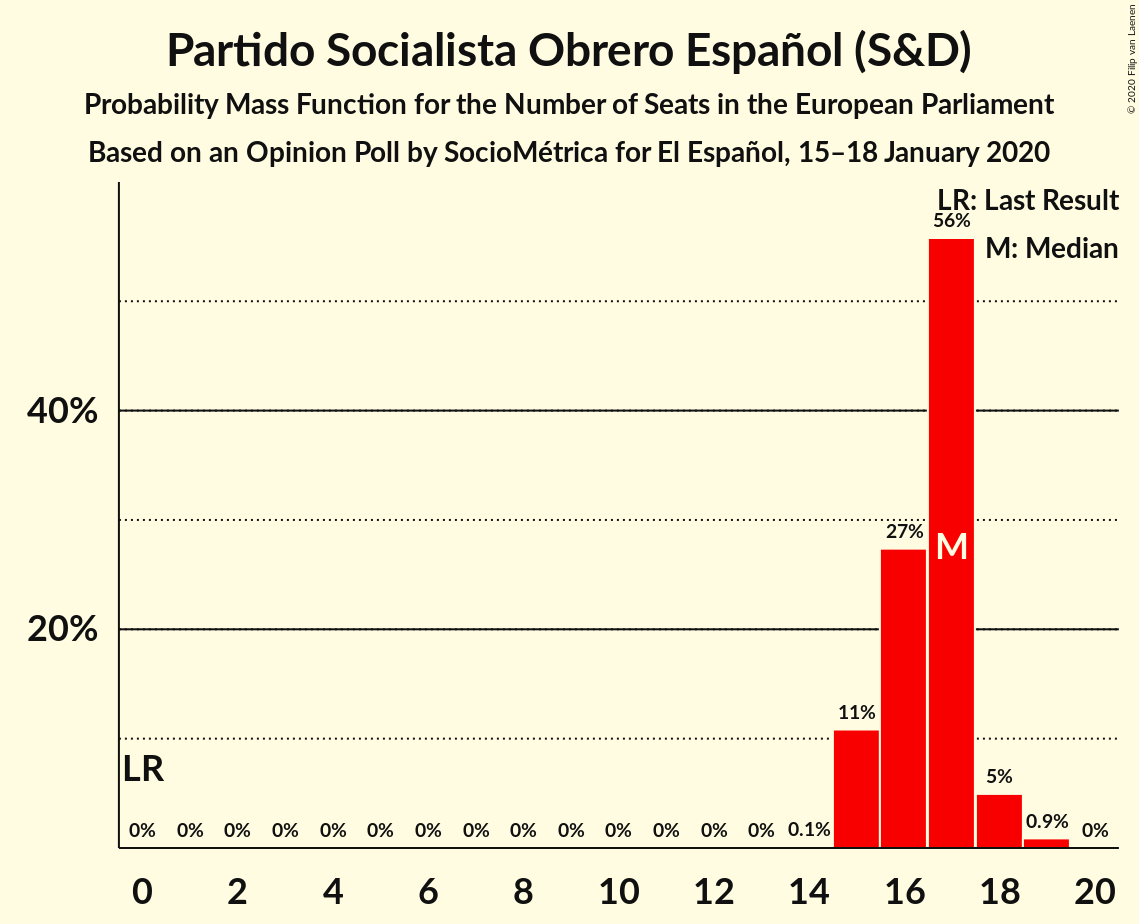 Partido Socialista Obrero Español (S&D)
Probability Mass Function for the Number of Seats in the European Parliament
Based on an Opinion Poll by SocioMétrica for El Español, 15–18 January 2020
© 2020 Filip van Laenen
LR: Last Result
56%
M: Median
40%
27%
M
20%
11%
LR
5%
0% 0% 0% 0% 0% 0% 0% 0% 0% 0% 0% 0% 0% 0% 0.1% 0.9% 0%
0 2 4 6 8 10 12 14 16 18 20